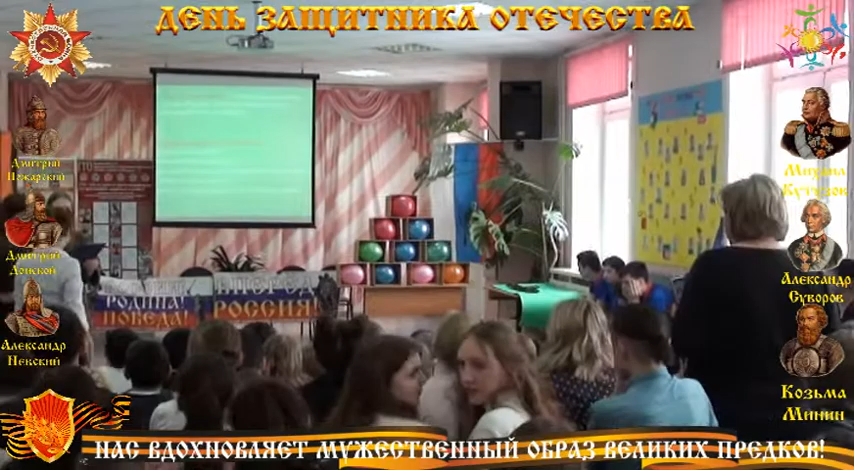 ДЕНЬ ЗАЩИТНИКА ОТЕЧЕСТВА
Дмитрий
Пожарский
Дмитрий
Донской
Александр
Невский
Михаил
Кутузов
Александр
Суворов
Козьма
Минин
РОДИНА!
ПОБЕДА!
ВПЕРЕД
РОССИЯ!
НАС ВДОХНОВЛЯЕТ МУЖЕСТВЕННЫЙ ОБРАЗ ВЕЛИКИХ ПРЕДКОВ!